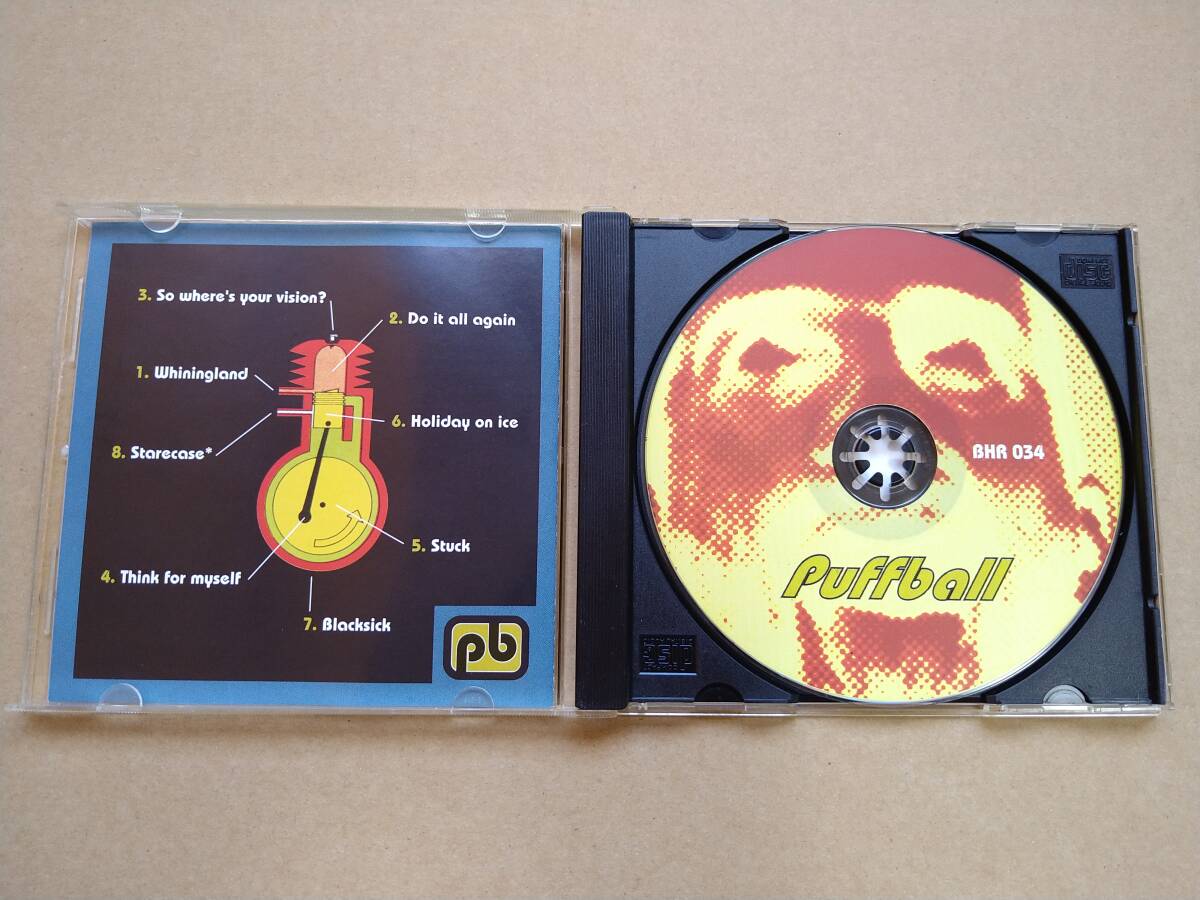 3. So where's your vision?
2. Do it all again
1. Whiningland
6. Holiday on ice
8. Starecase*
5. Stuck
4. Think for myself
7. Blacksick
pb
BHR 034
Puffball